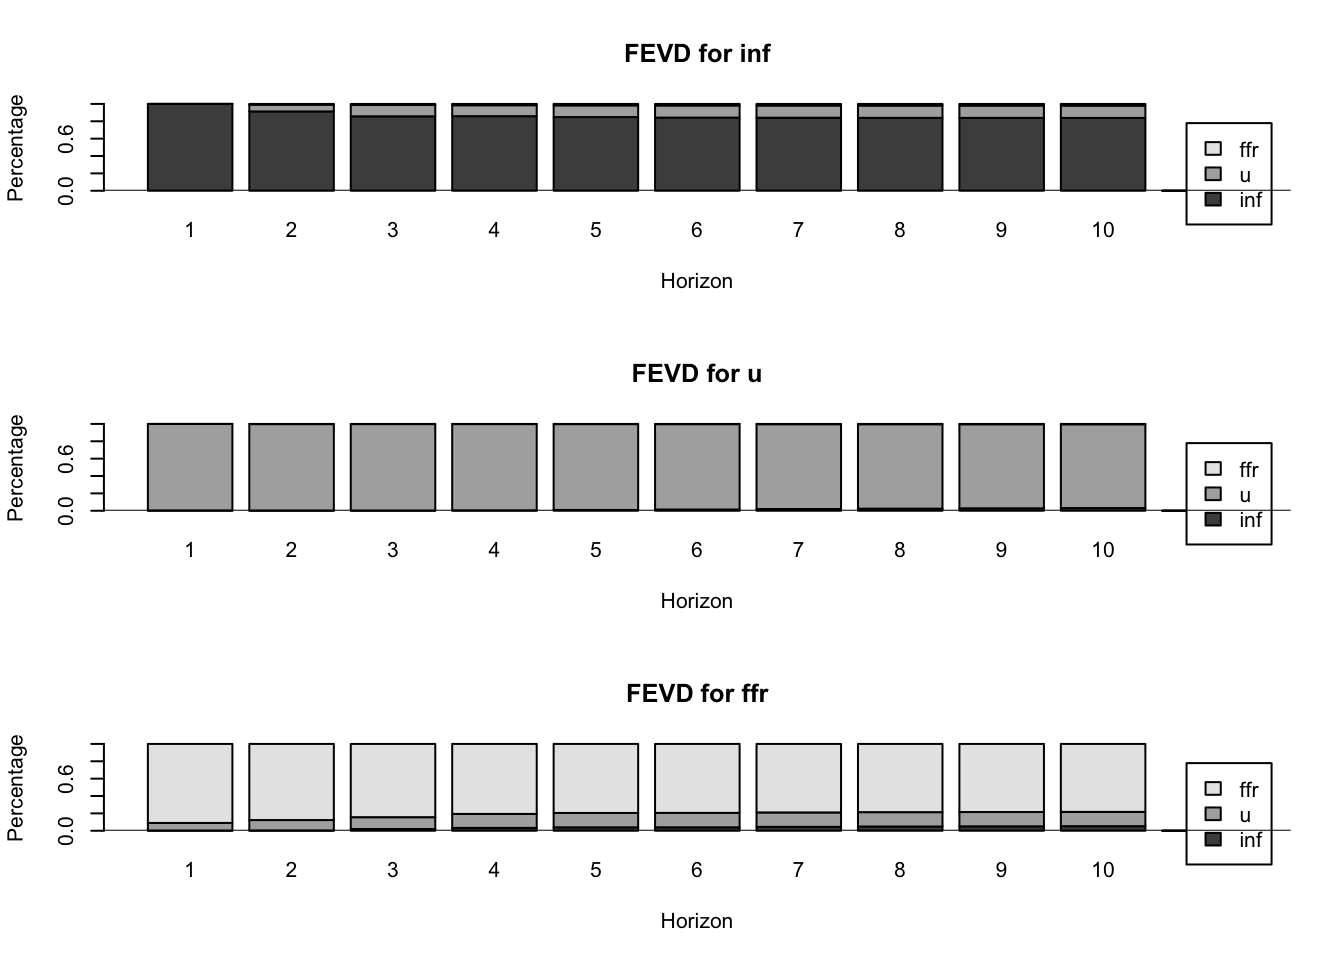 FEVD for inf
Percentage
0.6
0.0
ffr
u
inf
1 2 3 4 5 6 7 8 9 10
Horizon
FEVD for u
Percentage
0.6
0.0
ffr
u
inf
1 2 3 4 5 6 7 8 9 10
Horizon
FEVD for ffr
Percentage
0.6
0.0
ffr
u
inf
1 2 3 4 5 6 7 8 9 10
Horizon